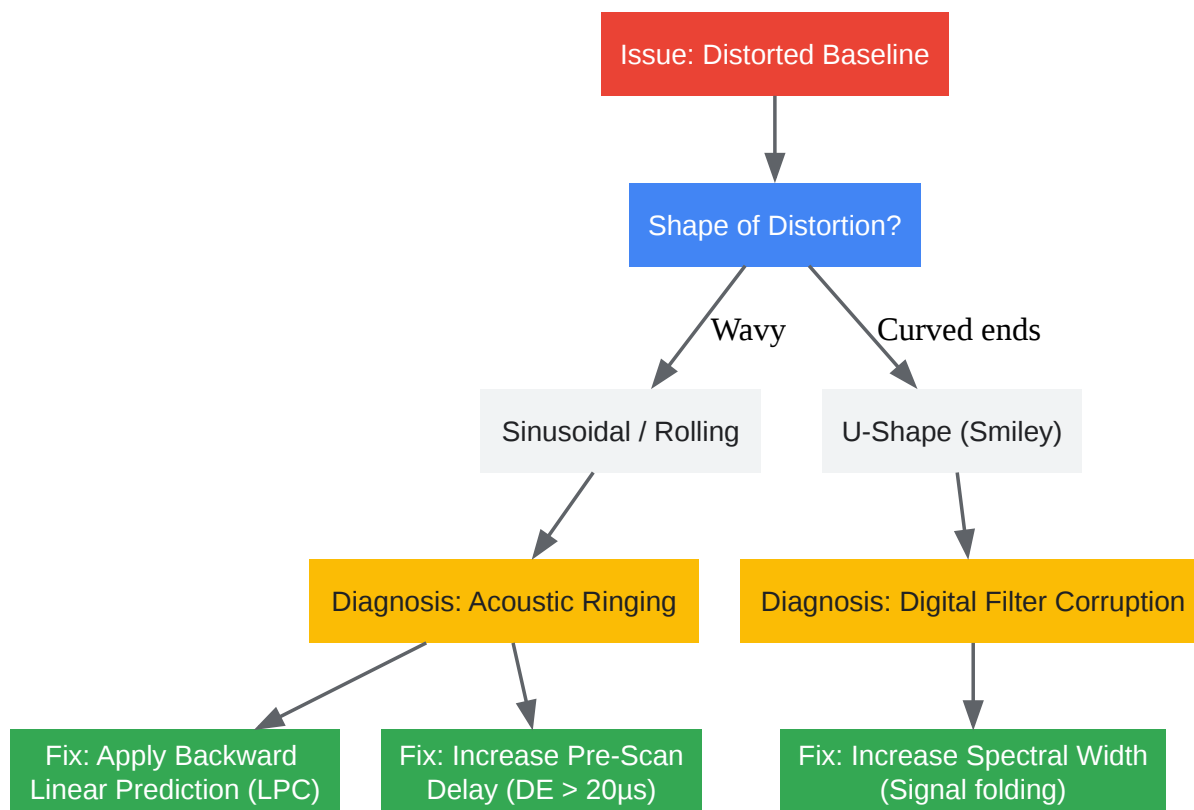 Issue: Distorted Baseline
Shape of Distortion?
Wavy
Curved ends
Sinusoidal / Rolling
U-Shape (Smiley)
Diagnosis: Acoustic Ringing
Diagnosis: Digital Filter Corruption
Fix: Apply Backward
Linear Prediction (LPC)
Fix: Increase Pre-Scan
Delay (DE > 20µs)
Fix: Increase Spectral Width
(Signal folding)